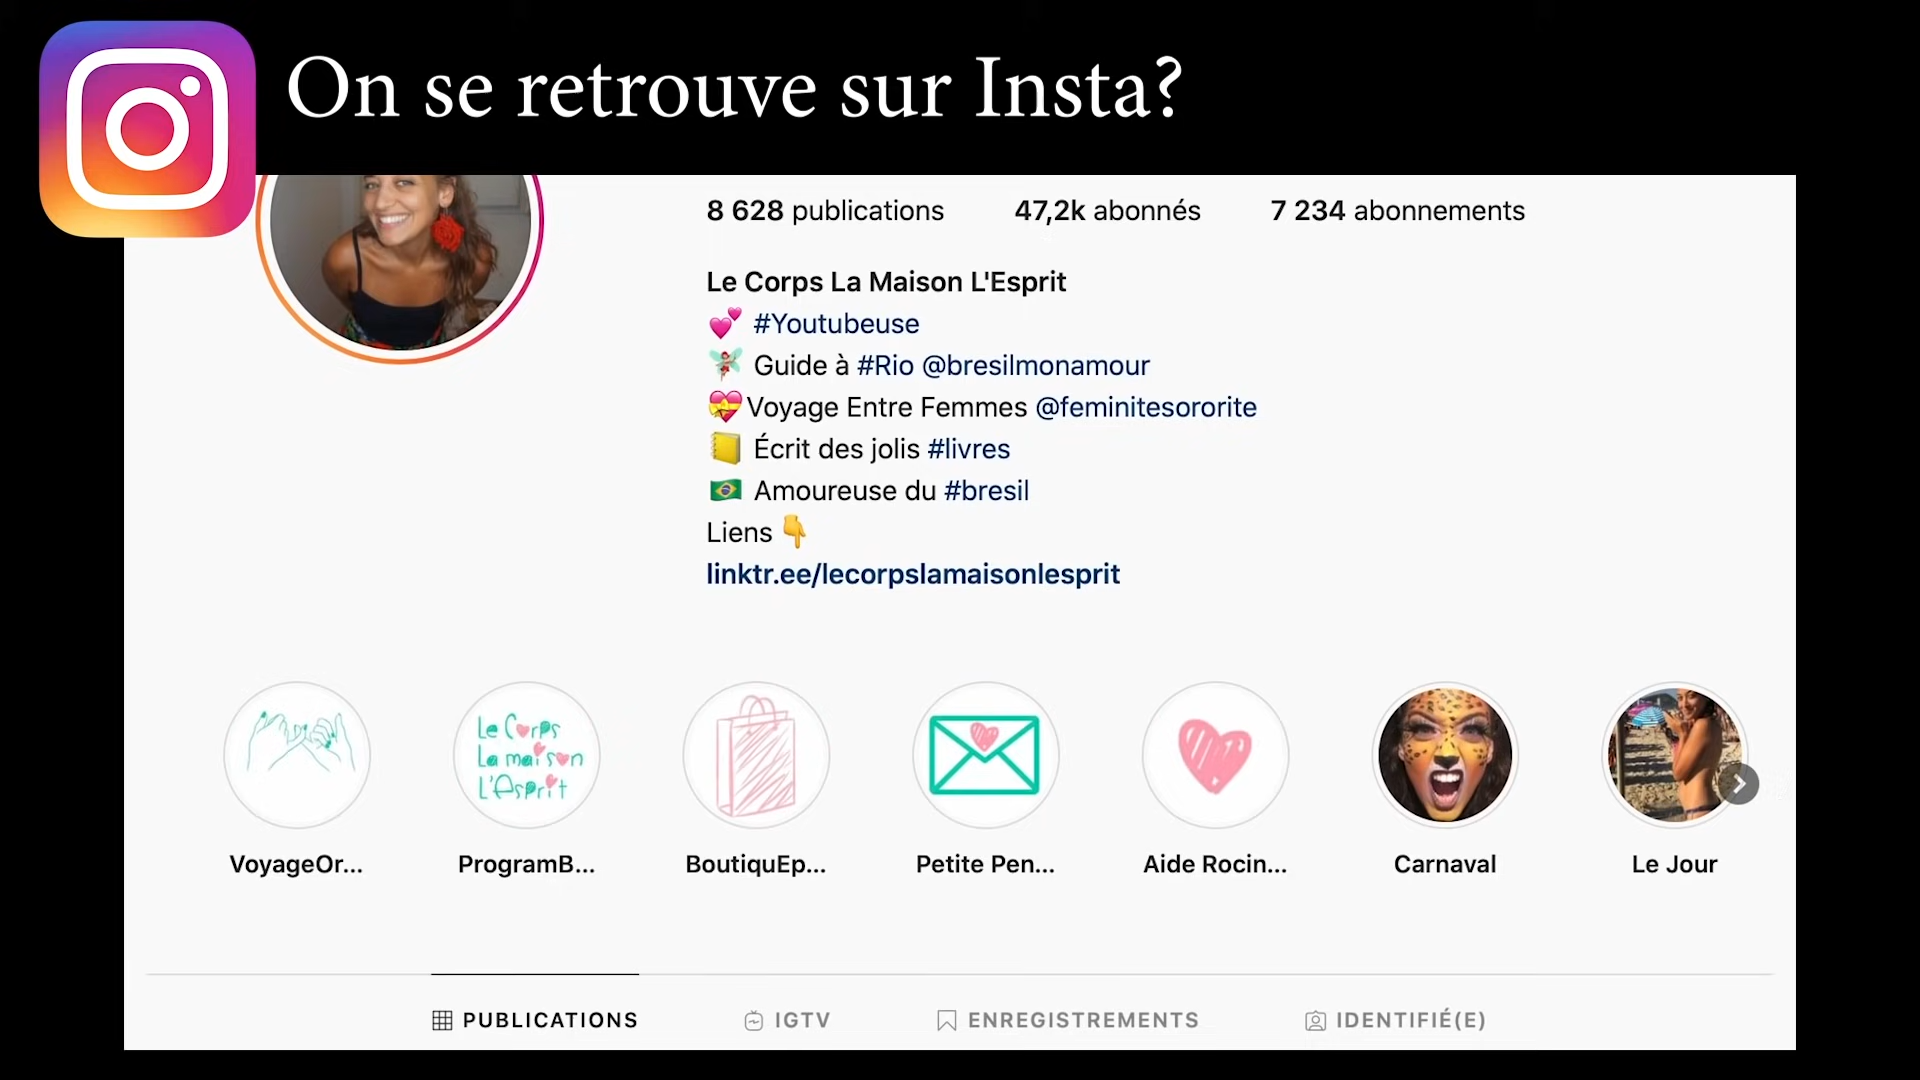 On se retrouve sur Insta?
8 628 publications 47,2k abonnés 7 234 abonnements
Le Corps La Maison L'Esprit
#Youtubeuse
Guide à #Rio @bresilmonamour
Voyage Entre Femmes @feminitesororite
Écrit des jolis #livres
Amoureuse du #bresil
Liens
linktr.ee/lecorpslamaisonlesprit
Le Corps
La maison
L'Esprit
VoyageOr... ProgramB... BoutiquEp... Petite Pen... Aide Rocin... Carnaval Le Jour
PUBLICATIONS IGTV ENREGISTREMENTS IDENTIFIÉ(E)